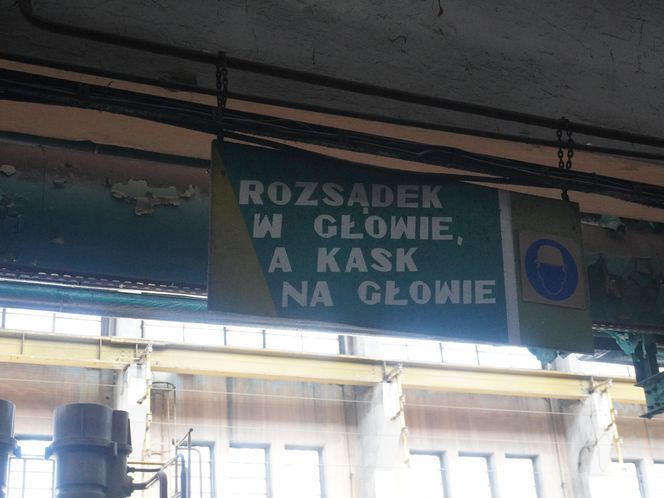 ROZSĄDEK
W GŁOWIE,
A KASK
NA GŁOWIE